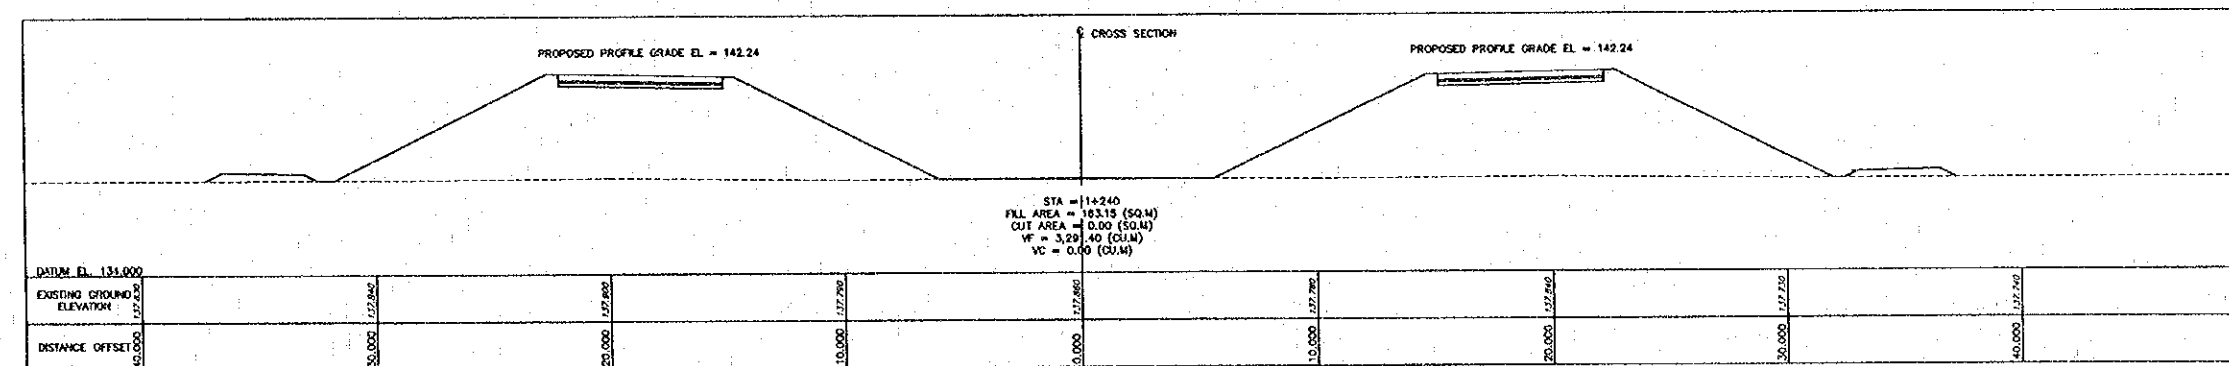 ℄ CROSS SECTION
PROPOSED PROFILE GRADE EL = 142.24
PROPOSED PROFILE GRADE EL = 142.24
STA = 1+240
FILL AREA = 163.15 (SQ.M)
CUT AREA = 0.00 (SQ.M)
VF = 3,291.40 (CU.M)
VC = 0.00 (CU.M)
DATUM EL.
EXISTING GROUND ELEVATION 137.830 137.840 137.800 137.790 137.860 137.780 137.840 137.730 137.740
DISTANCE OFFSET 40.000 30.000 20.000 10.000 0.000 10.000 20.000 30.000 40.000